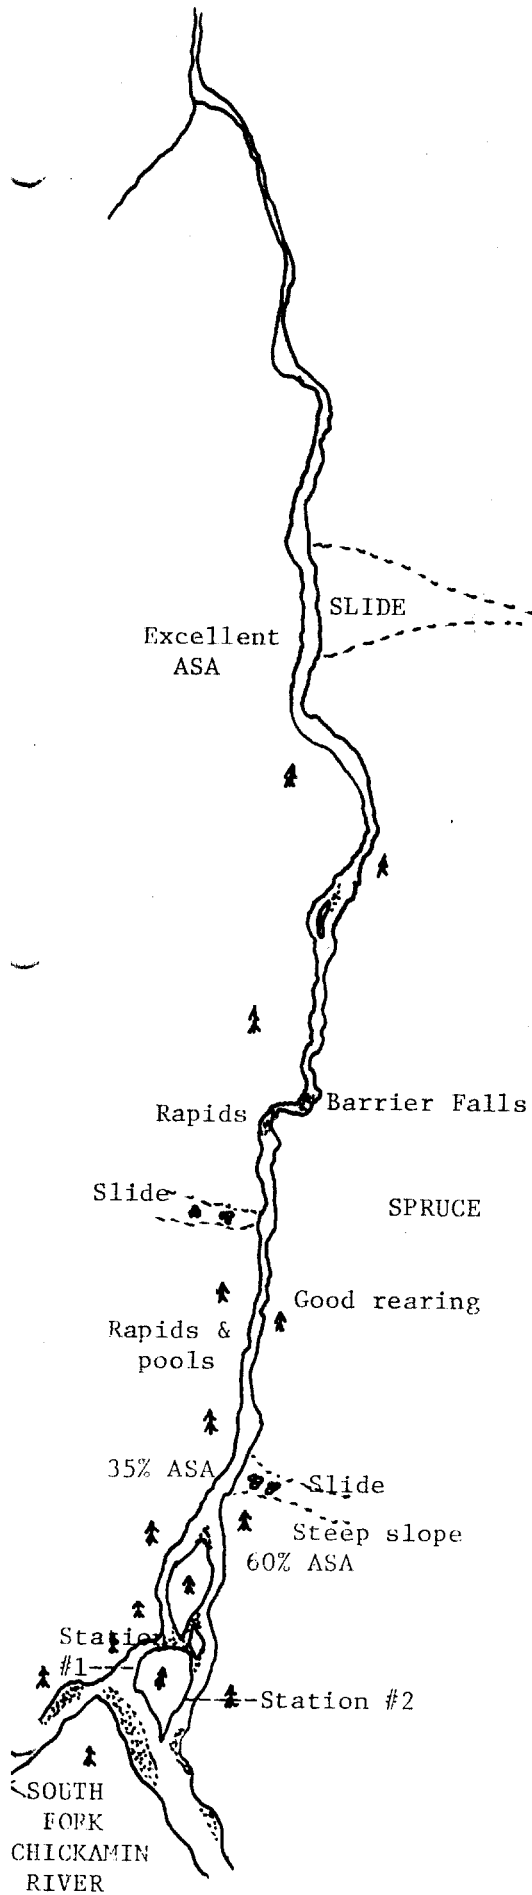 SLIDE
Excellent
ASA
Barrier Falls
Rapids
Slide
SPRUCE
Good rearing
Rapids &
pools
35% ASA
Slide
Steep slope
60% ASA
Station
#1
Station #2
SOUTH
FORK
CHICKAMIN
RIVER